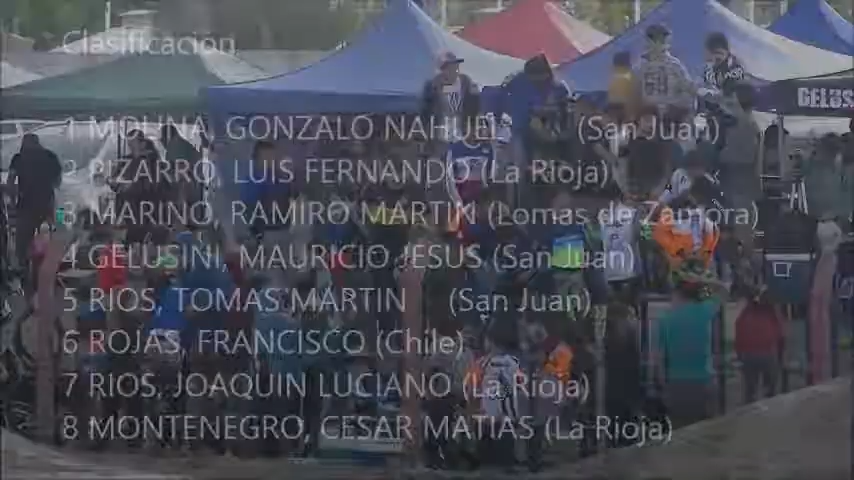 Clasificación
1 MOLINA, GONZALO NAHUEL (San Juan)
2 PIZARRO, LUIS FERNANDO (La Rioja)
3 MARINO, RAMIRO MARTIN (Lomas de Zamora)
4 GELUSINI, MAURICIO JESUS (San Juan)
5 RIOS, TOMAS MARTIN (San Juan)
6 ROJAS, FRANCISCO (Chile)
7 RIOS, JOAQUIN LUCIANO (La Rioja)
8 MONTENEGRO, CESAR MATIAS (La Rioja)